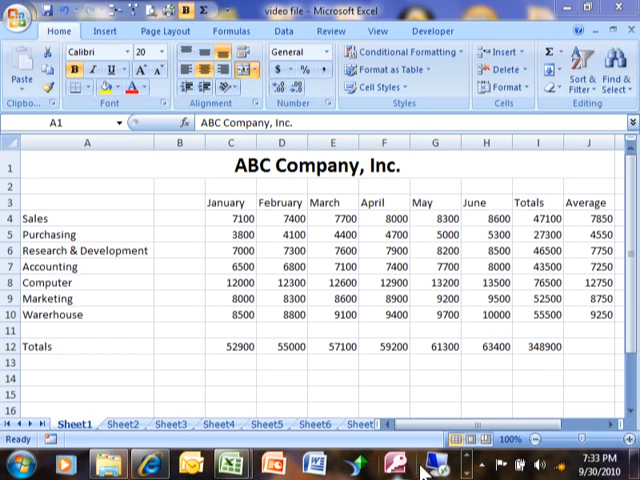 video file - Microsoft Excel
Home Insert Page Layout Formulas Data Review View Developer
Paste
Calibri 20
B I U A A
General
$ % ,
Conditional Formatting
Format as Table
Cell Styles
Insert
Delete
Format
Σ
Sort & Filter
Find & Select
Clipbo... Font Alignment Number Styles Cells Editing
A1 fx ABC Company, Inc.
A B C D E F G H I J
1 ABC Company, Inc.
2
3 January February March April May June Totals Average
4 Sales 7100 7400 7700 8000 8300 8600 47100 7850
5 Purchasing 3800 4100 4400 4700 5000 5300 27300 4550
6 Research & Development 7000 7300 7600 7900 8200 8500 46500 7750
7 Accounting 6500 6800 7100 7400 7700 8000 43500 7250
8 Computer 12000 12300 12600 12900 13200 13500 76500 12750
9 Marketing 8000 8300 8600 8900 9200 9500 52500 8750
10 Warerhouse 8500 8800 9100 9400 9700 10000 55500 9250
11
12 Totals 52900 55000 57100 59200 61300 63400 348900
13
14
15
16
Sheet1 Sheet2 Sheet3 Sheet4 Sheet5 Sheet6 Sheet
Ready 100%
7:33 PM
9/30/2010